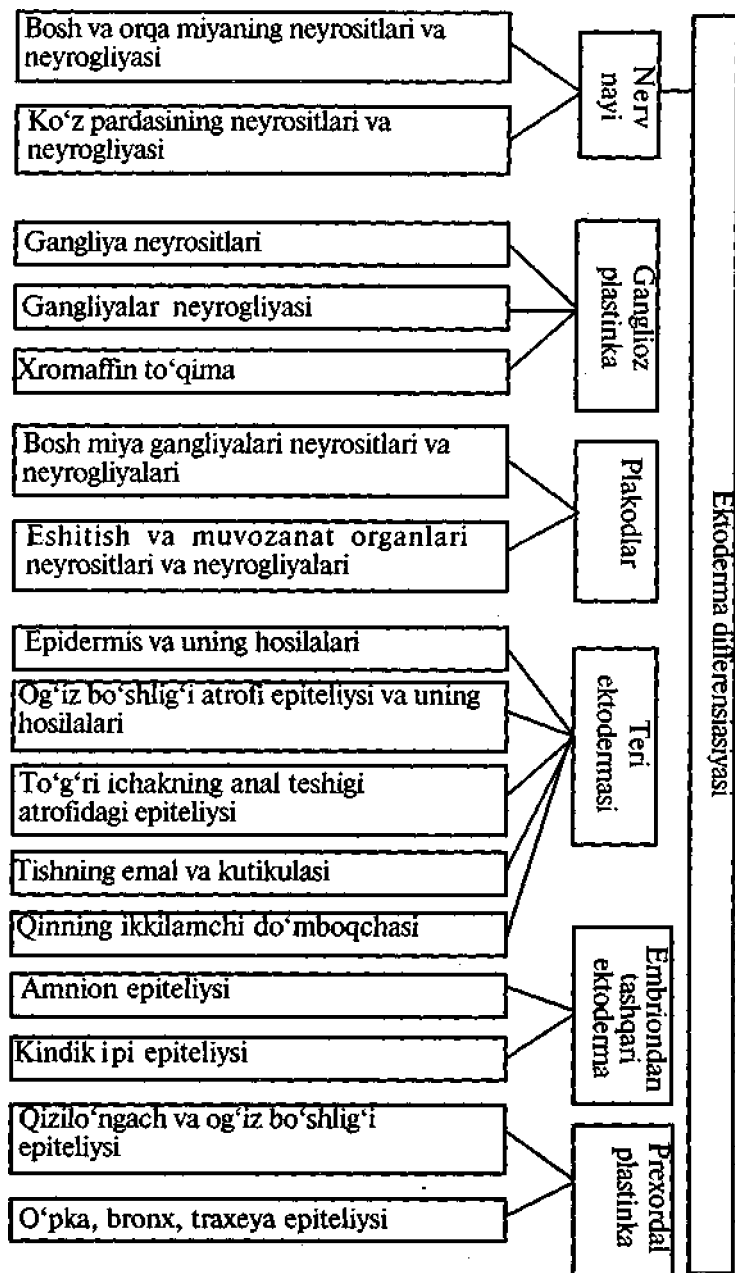 Bosh va orqa miyaning neyrositlari va
neyrogliyasi
Ko‘z pardasining neyrositlari va
neyrogliyasi
Nerv
nayi
Gangliya neyrositlari
Gangliyalar neyrogliyasi
Xromaffin to‘qima
Ganglioz
plastinka
Bosh miya gangliyalari neyrositlari va
neyrogliyalari
Eshitish va muvozanat organlari
neyrositlari va neyrogliyalari
Plakodlar
Epidermis va uning hosilalari
Og‘iz bo‘shlig‘i atrofi epiteliysi va uning
hosilalari
To‘g‘ri ichakning anal teshigi
atrofidagi epiteliysi
Tishning emal va kutikulasi
Qinning ikkilamchi do‘mboqchasi
Teri
ektodermasi
Amnion epiteliysi
Kindik ipi epiteliysi
Embriondan
tashqari
ektoderma
Qizilo‘ngach va og‘iz bo‘shlig‘i
epiteliysi
O‘pka, bronx, traxeya epiteliysi
Prexordal
plastinka
Ektoderma differensiasiyasi